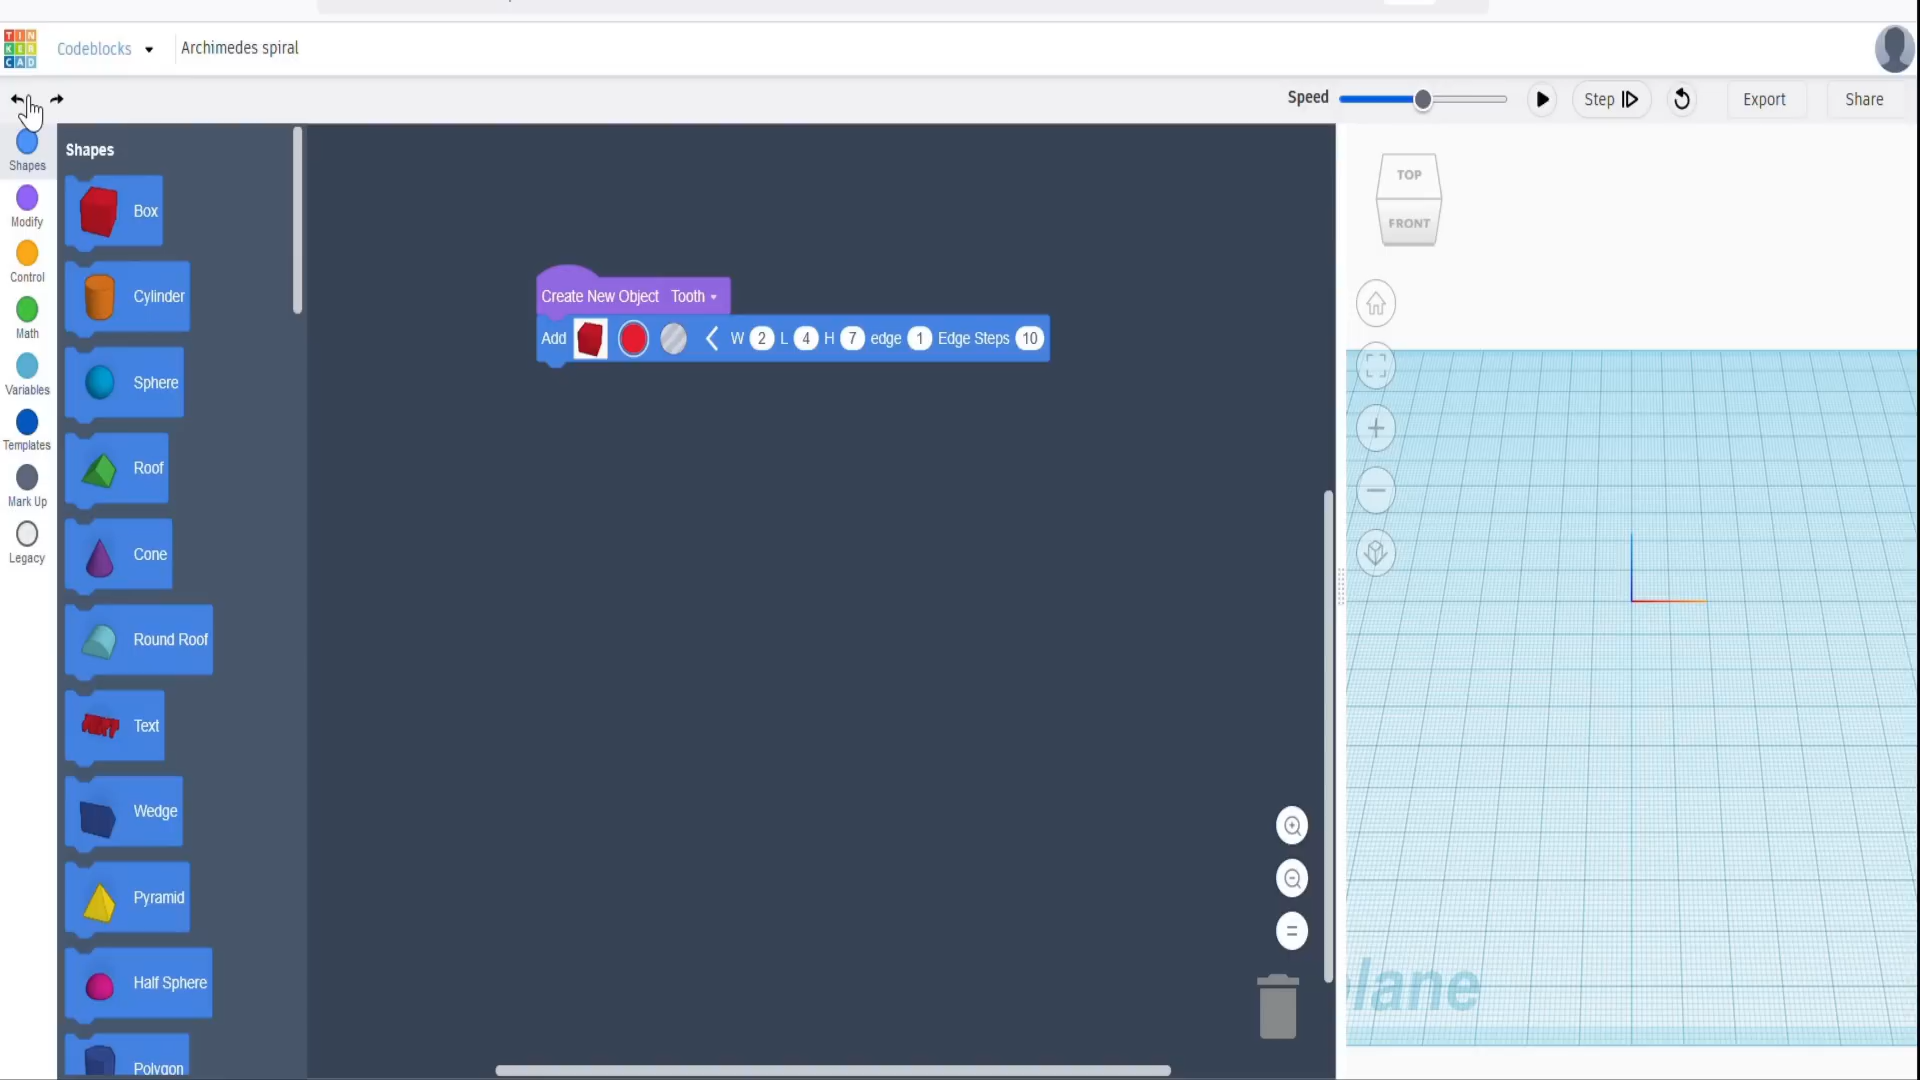 TIN
KER
CAD
Codeblocks
Archimedes spiral
Speed
Step
Export
Share
Shapes
Modify
Control
Math
Variables
Templates
Mark Up
Legacy
Shapes
Box
Cylinder
Sphere
Roof
Cone
Round Roof
Text
Wedge
Pyramid
Half Sphere
Polygon
Create New Object Tooth
Add W 2 L 4 H 7 edge 1 Edge Steps 10
TOP
FRONT
lane